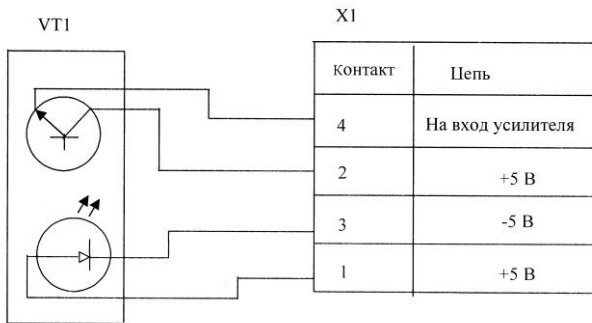 VT1
X1
Контакт Цепь
4 На вход усилителя
2 +5 В
3 -5 В
1 +5 В